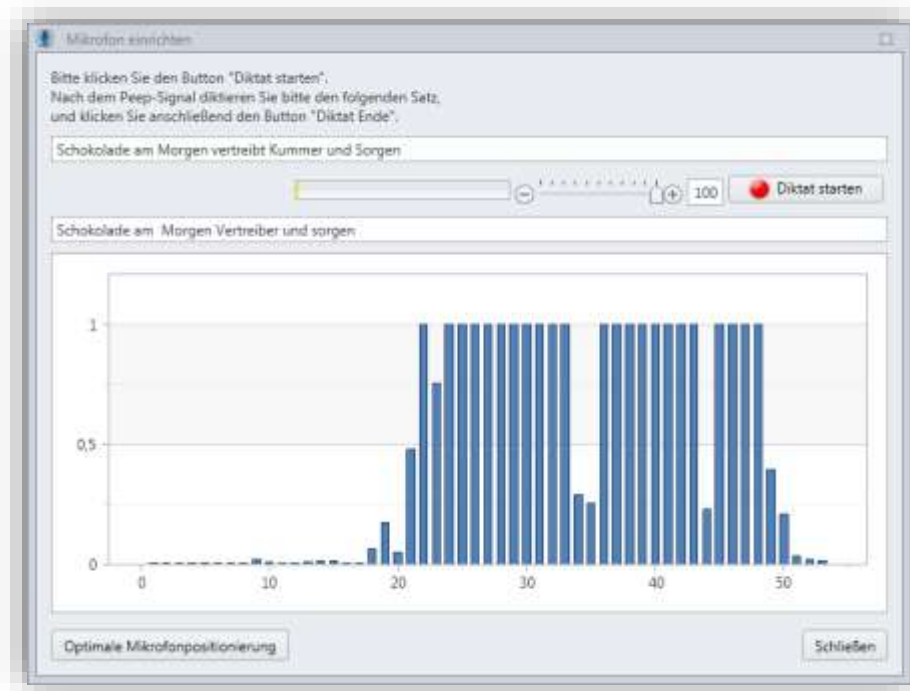 Mikrofon einrichten
Bitte klicken Sie den Button "Diktat starten".
Nach dem Peep-Signal diktieren Sie bitte den folgenden Satz,
und klicken Sie anschließend den Button "Diktat Ende".
Schokolade am Morgen vertreibt Kummer und Sorgen
100 Diktat starten
Schokolade am  Morgen Vertreiber und sorgen
1
0,5
0
0 10 20 30 40 50
Optimale Mikrofonpositionierung Schließen